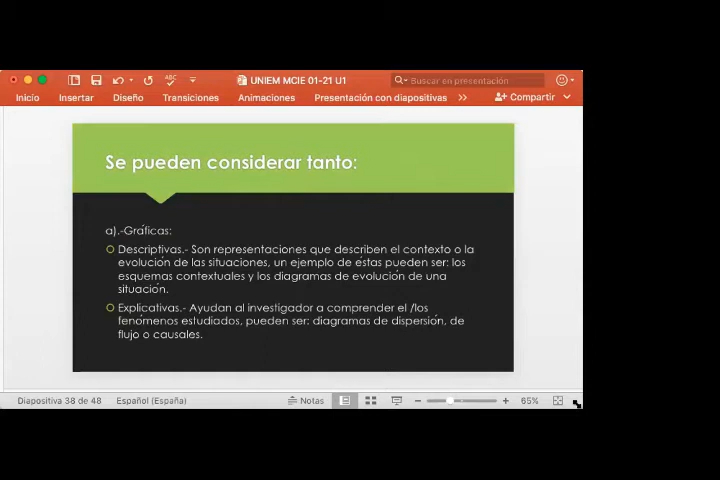 ABC
UNIEM MCIE 01-21 U1
Buscar en presentación
Inicio Insertar Diseño Transiciones Animaciones Presentación con diapositivas Compartir
Se pueden considerar tanto:
a).-Gráficas:
Descriptivas.- Son representaciones que describen el contexto o la
evolución de las situaciones, un ejemplo de éstas pueden ser: los
esquemas contextuales y los diagramas de evolución de una
situación.
Explicativas.- Ayudan al investigador a comprender el /los
fenómenos estudiados, pueden ser: diagramas de dispersión, de
flujo o causales.
Diapositiva 38 de 48 Español (España) Notas 65%